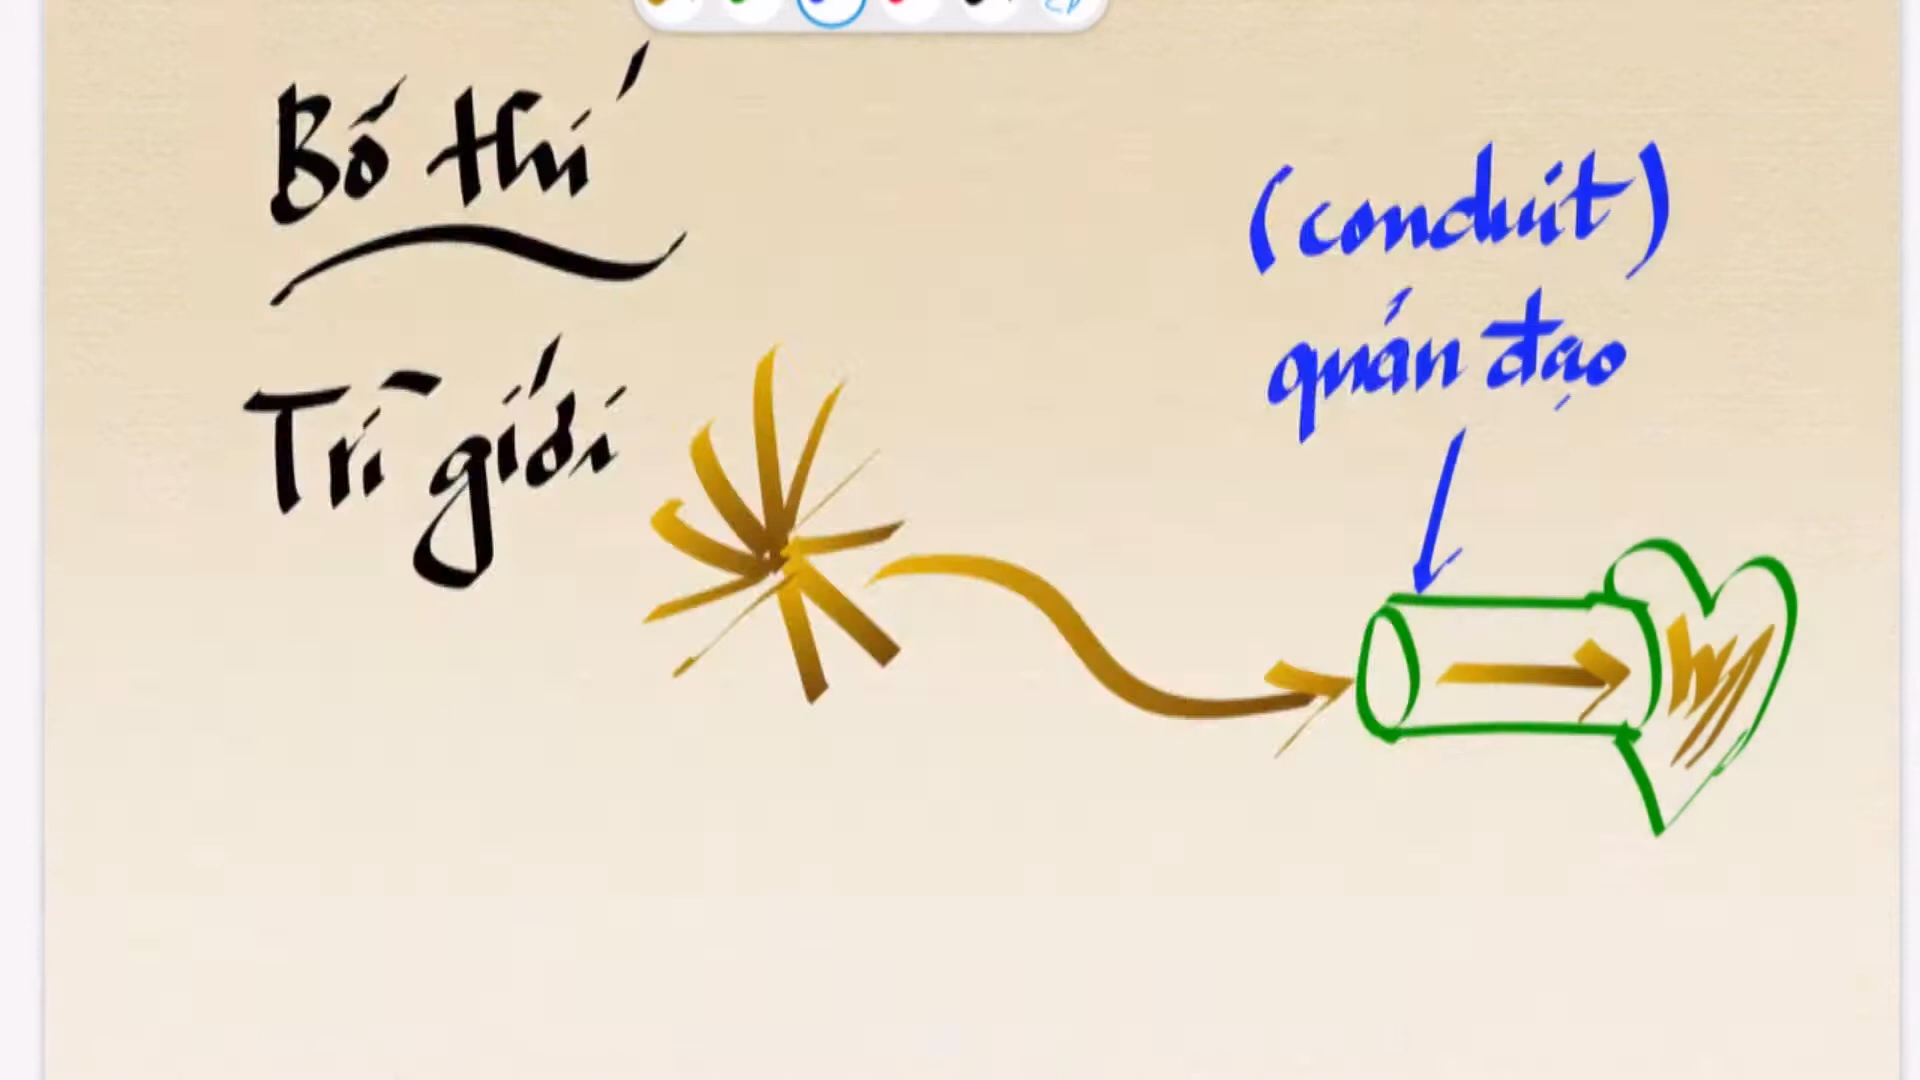 Bố thí
Trì giới
(conduit)
quán đạo